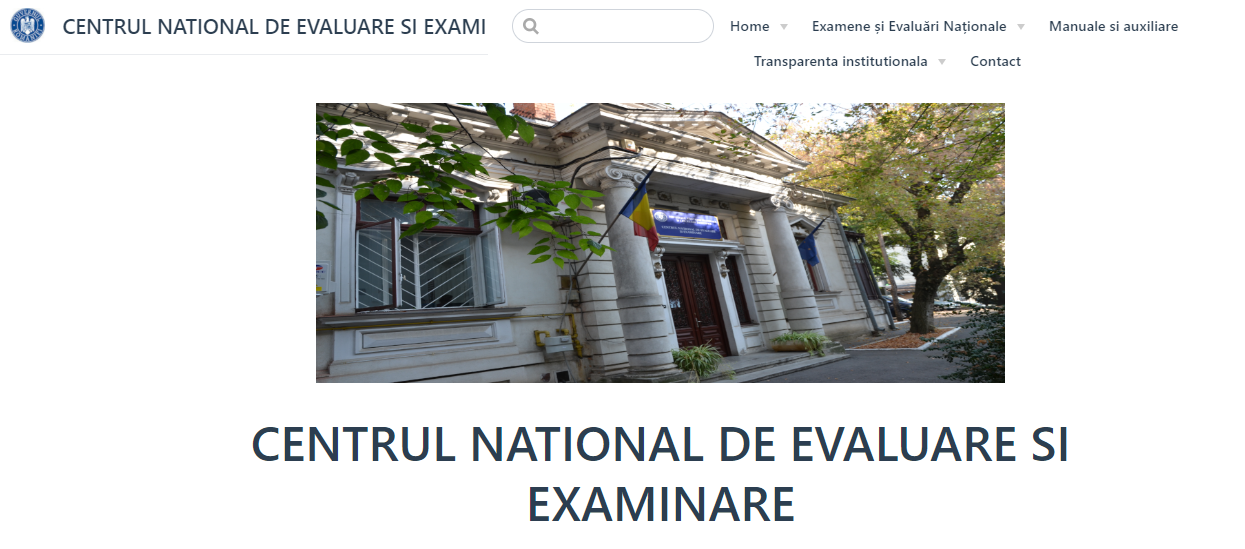 CENTRUL NATIONAL DE EVALUARE SI EXAMI
Home
Examene și Evaluări Naționale
Manuale si auxiliare
Transparenta institutionala
Contact
CENTRUL NATIONAL DE EVALUARE SI
EXAMINARE